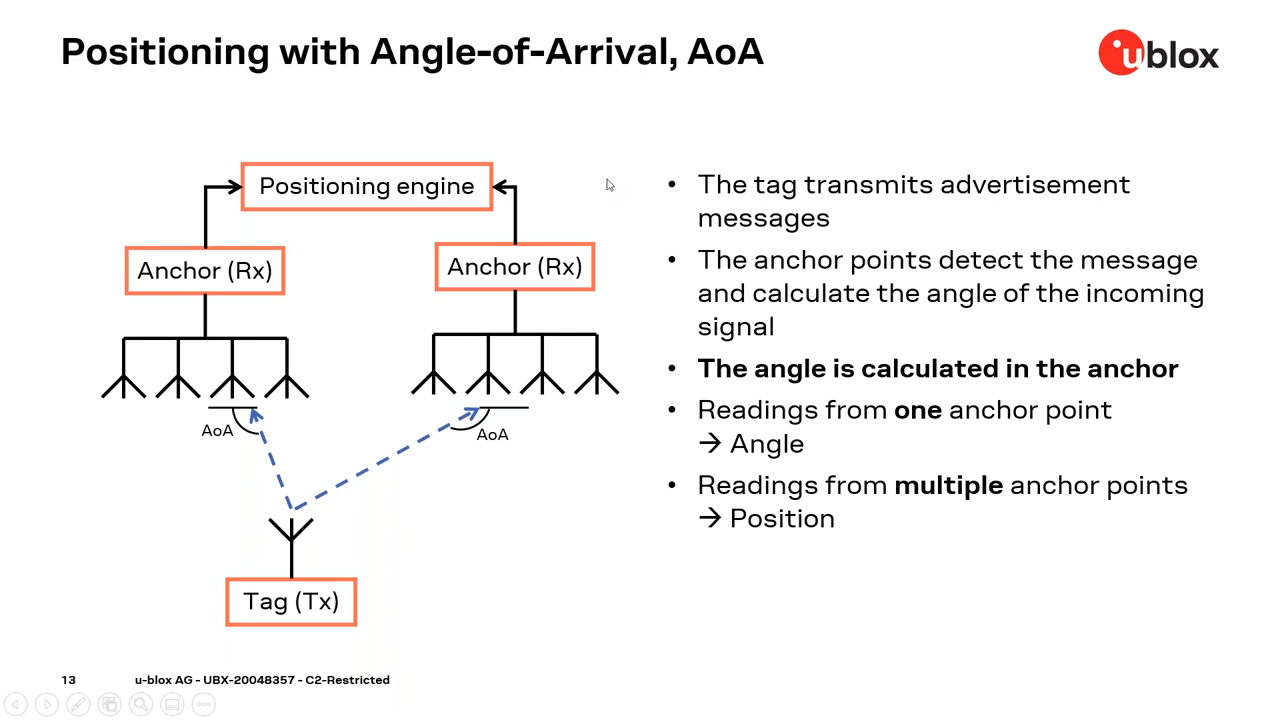 Positioning with Angle-of-Arrival, AoA
ublox
Positioning engine
Anchor (Rx)
Anchor (Rx)
AoA
AoA
Tag (Tx)
• The tag transmits advertisement
messages
• The anchor points detect the message
and calculate the angle of the incoming
signal
• The angle is calculated in the anchor
• Readings from one anchor point
→ Angle
• Readings from multiple anchor points
→ Position
13
u-blox AG - UBX-20048357 - C2-Restricted